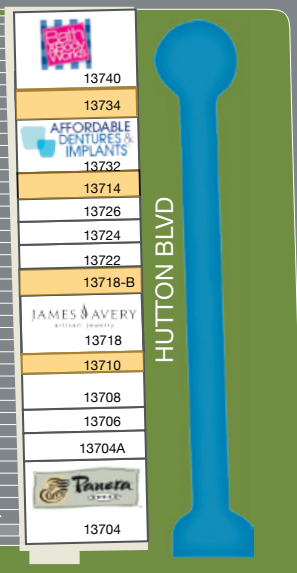 Bath
& Body
Works
13740
13734
AFFORDABLE
DENTURES &
IMPLANTS
13732
13714
13726
13724
13722
13718-B
JAMES AVERY
artisan jewelry
13718
13710
13708
13706
13704A
Panera
13704
HUTTON BLVD